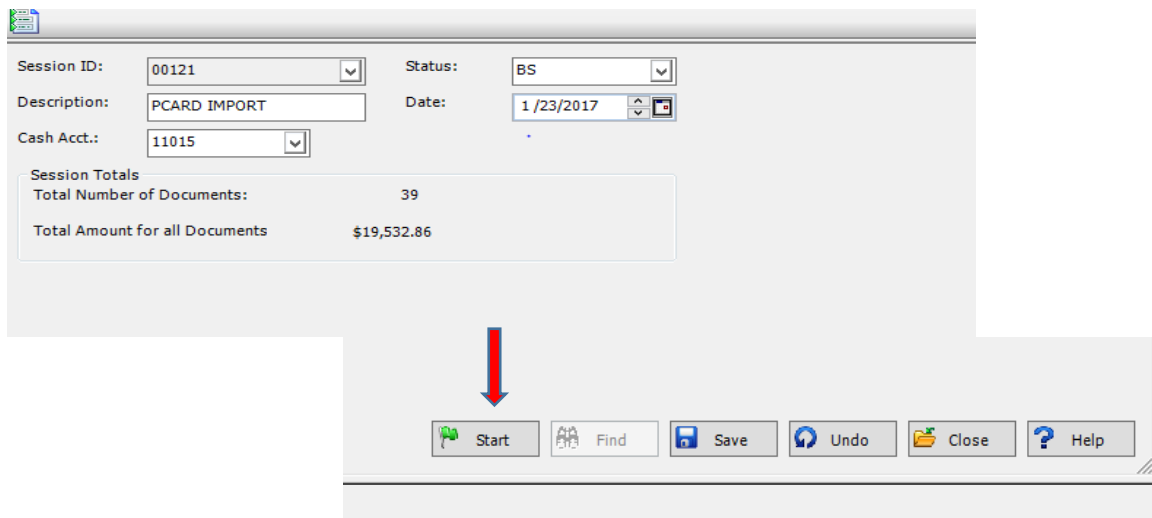 Session ID: 00121 Status: BS
Description: PCARD IMPORT Date: 1 /23/2017
Cash Acct.: 11015
Session Totals
Total Number of Documents: 39
Total Amount for all Documents $19,532.86
Start Find Save Undo Close Help